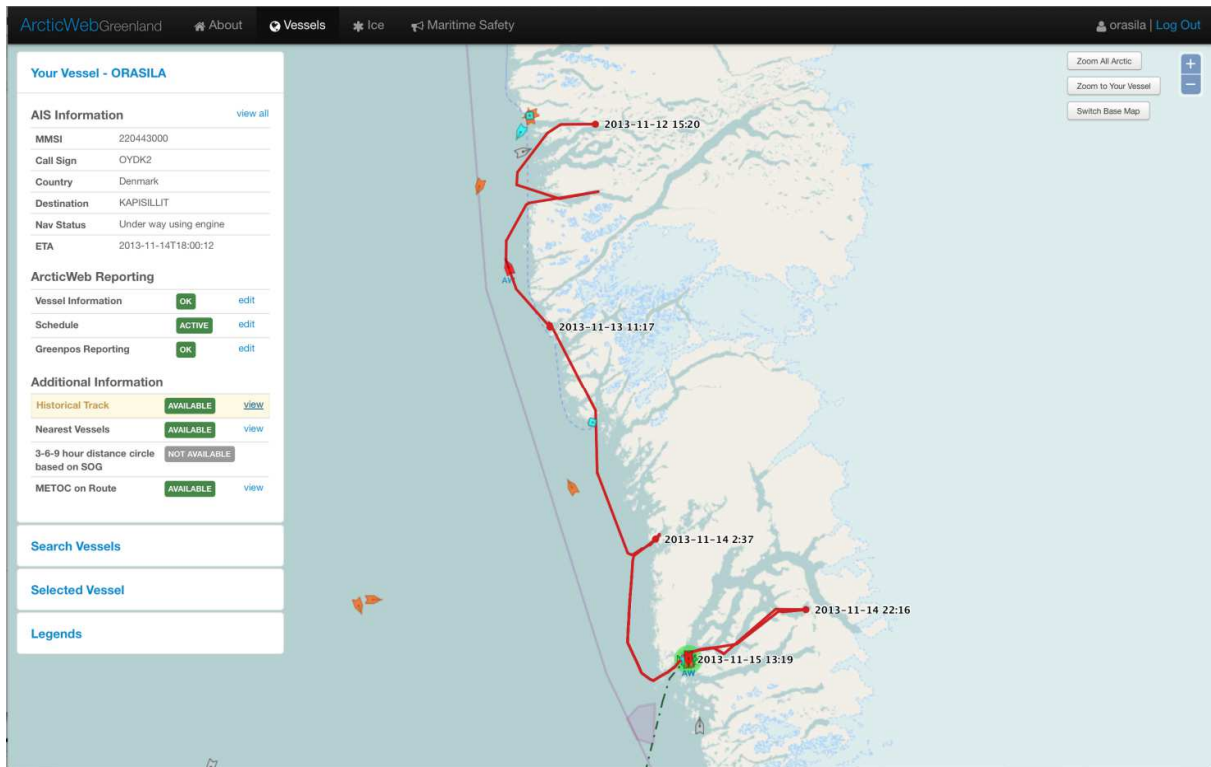 ArcticWebGreenland About Vessels Ice Maritime Safety orasila | Log Out
Your Vessel - ORASILA
AIS Information view all
MMSI 220443000
Call Sign OYDK2
Country Denmark
Destination KAPISILLIT
Nav Status Under way using engine
ETA 2013-11-14T18:00:12
ArcticWeb Reporting
Vessel Information OK edit
Schedule ACTIVE edit
Greenpos Reporting OK edit
Additional Information
Historical Track AVAILABLE view
Nearest Vessels AVAILABLE view
3-6-9 hour distance circle NOT AVAILABLE
based on SOG
METOC on Route AVAILABLE view
Search Vessels
Selected Vessel
Legends
Zoom All Arctic
Zoom to Your Vessel
Switch Base Map
+
−
2013-11-12 15:20
AW
2013-11-13 11:17
2013-11-14 2:37
2013-11-14 22:16
2013-11-15 13:19
AW